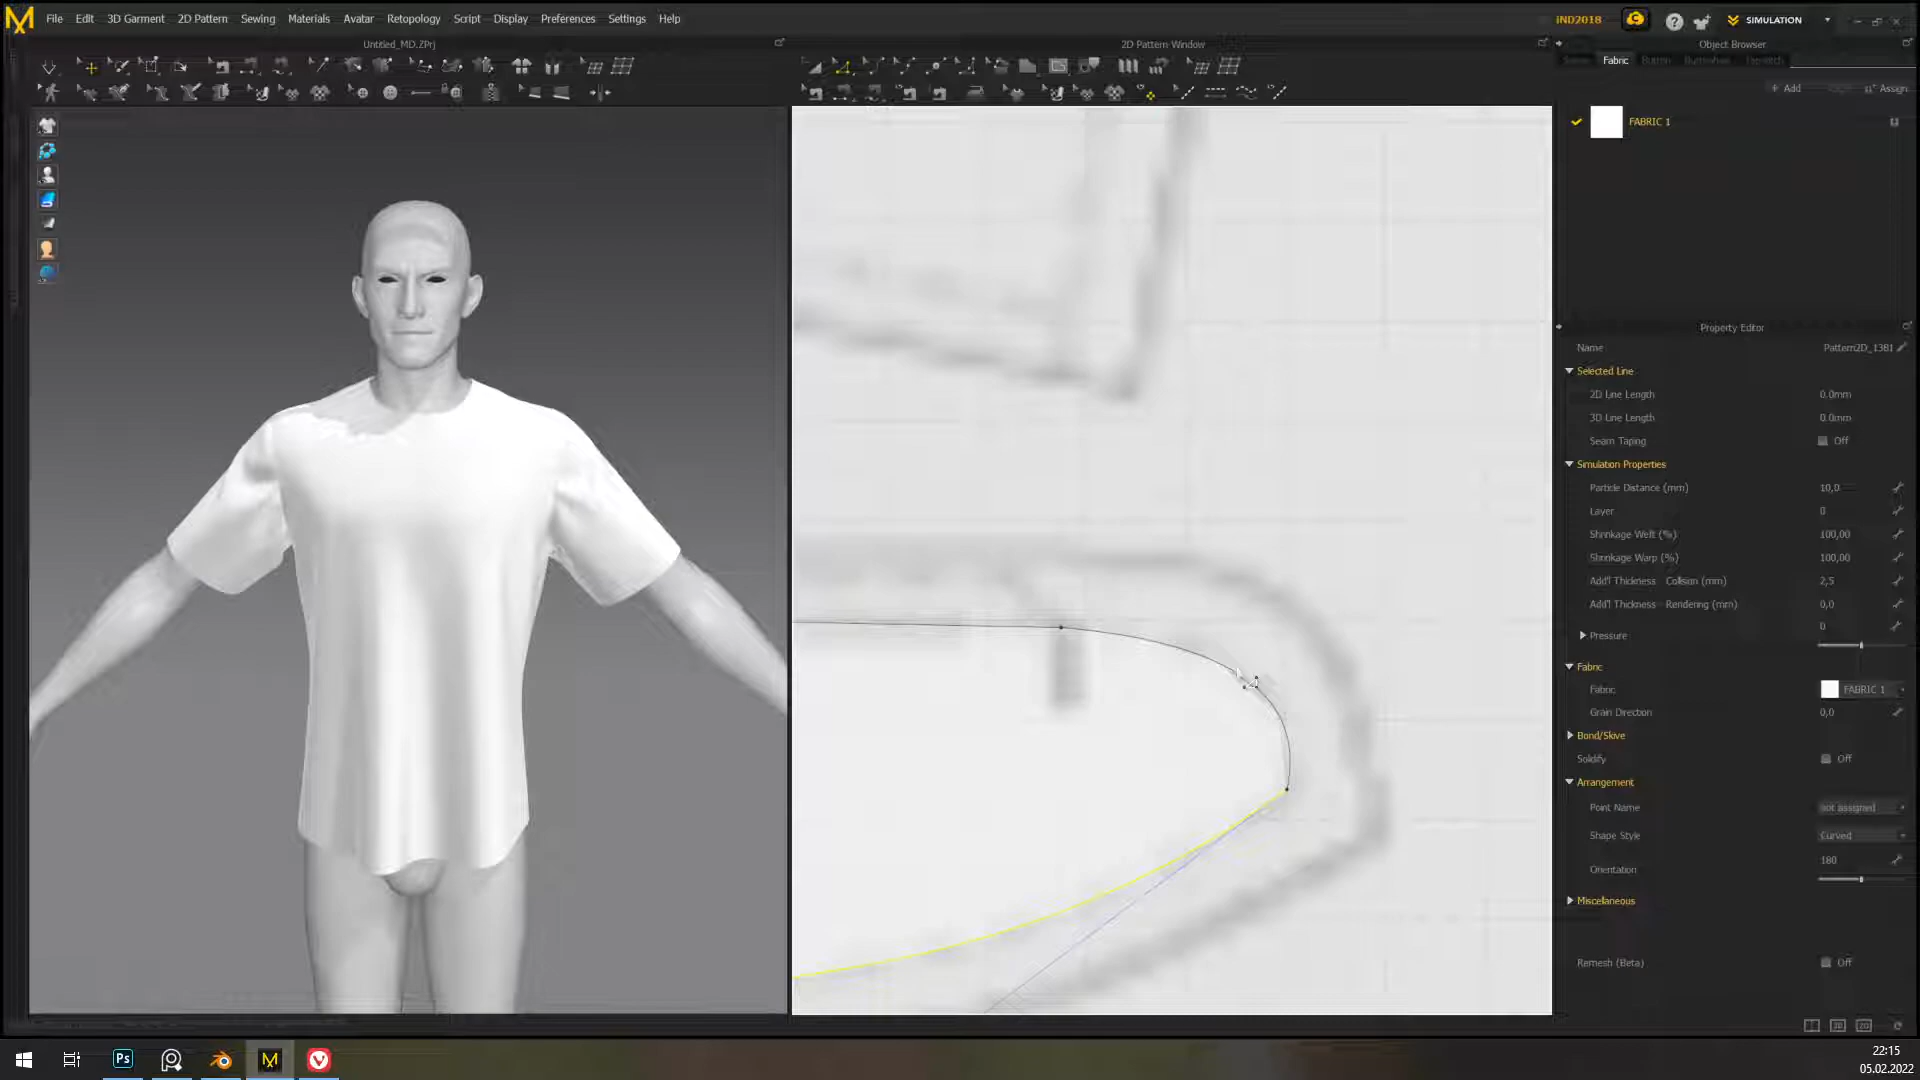 File Edit 3D Garment 2D Pattern Sewing Materials Avatar Retopology Script Display Preferences Settings Help
iND2018
SIMULATION
Untitled_MD.ZPrj
2D Pattern Window
Object Browser
Fabric Button
+ Add
Assign
FABRIC 1
Property Editor
Name Pattern2D_1381
Selected Line
2D Line Length 0.0mm
3D Line Length 0.0mm
Seam Taping Off
Simulation Properties
Particle Distance (mm) 10,0
Layer 0
Shrinkage Weft (%) 100,00
Shrinkage Warp (%) 100,00
Add'l Thickness Collision (mm) 2,5
Add'l Thickness Rendering (mm) 0,0
0
Pressure
Fabric
Fabric FABRIC 1
Grain Direction 0,0
Bond/Skive
Solidify Off
Arrangement
Point Name not assigned
Shape Style Curved
Orientation 180
Miscellaneous
Remesh (Beta) Off
3D
2D
Ps
22:15
05.02.2022